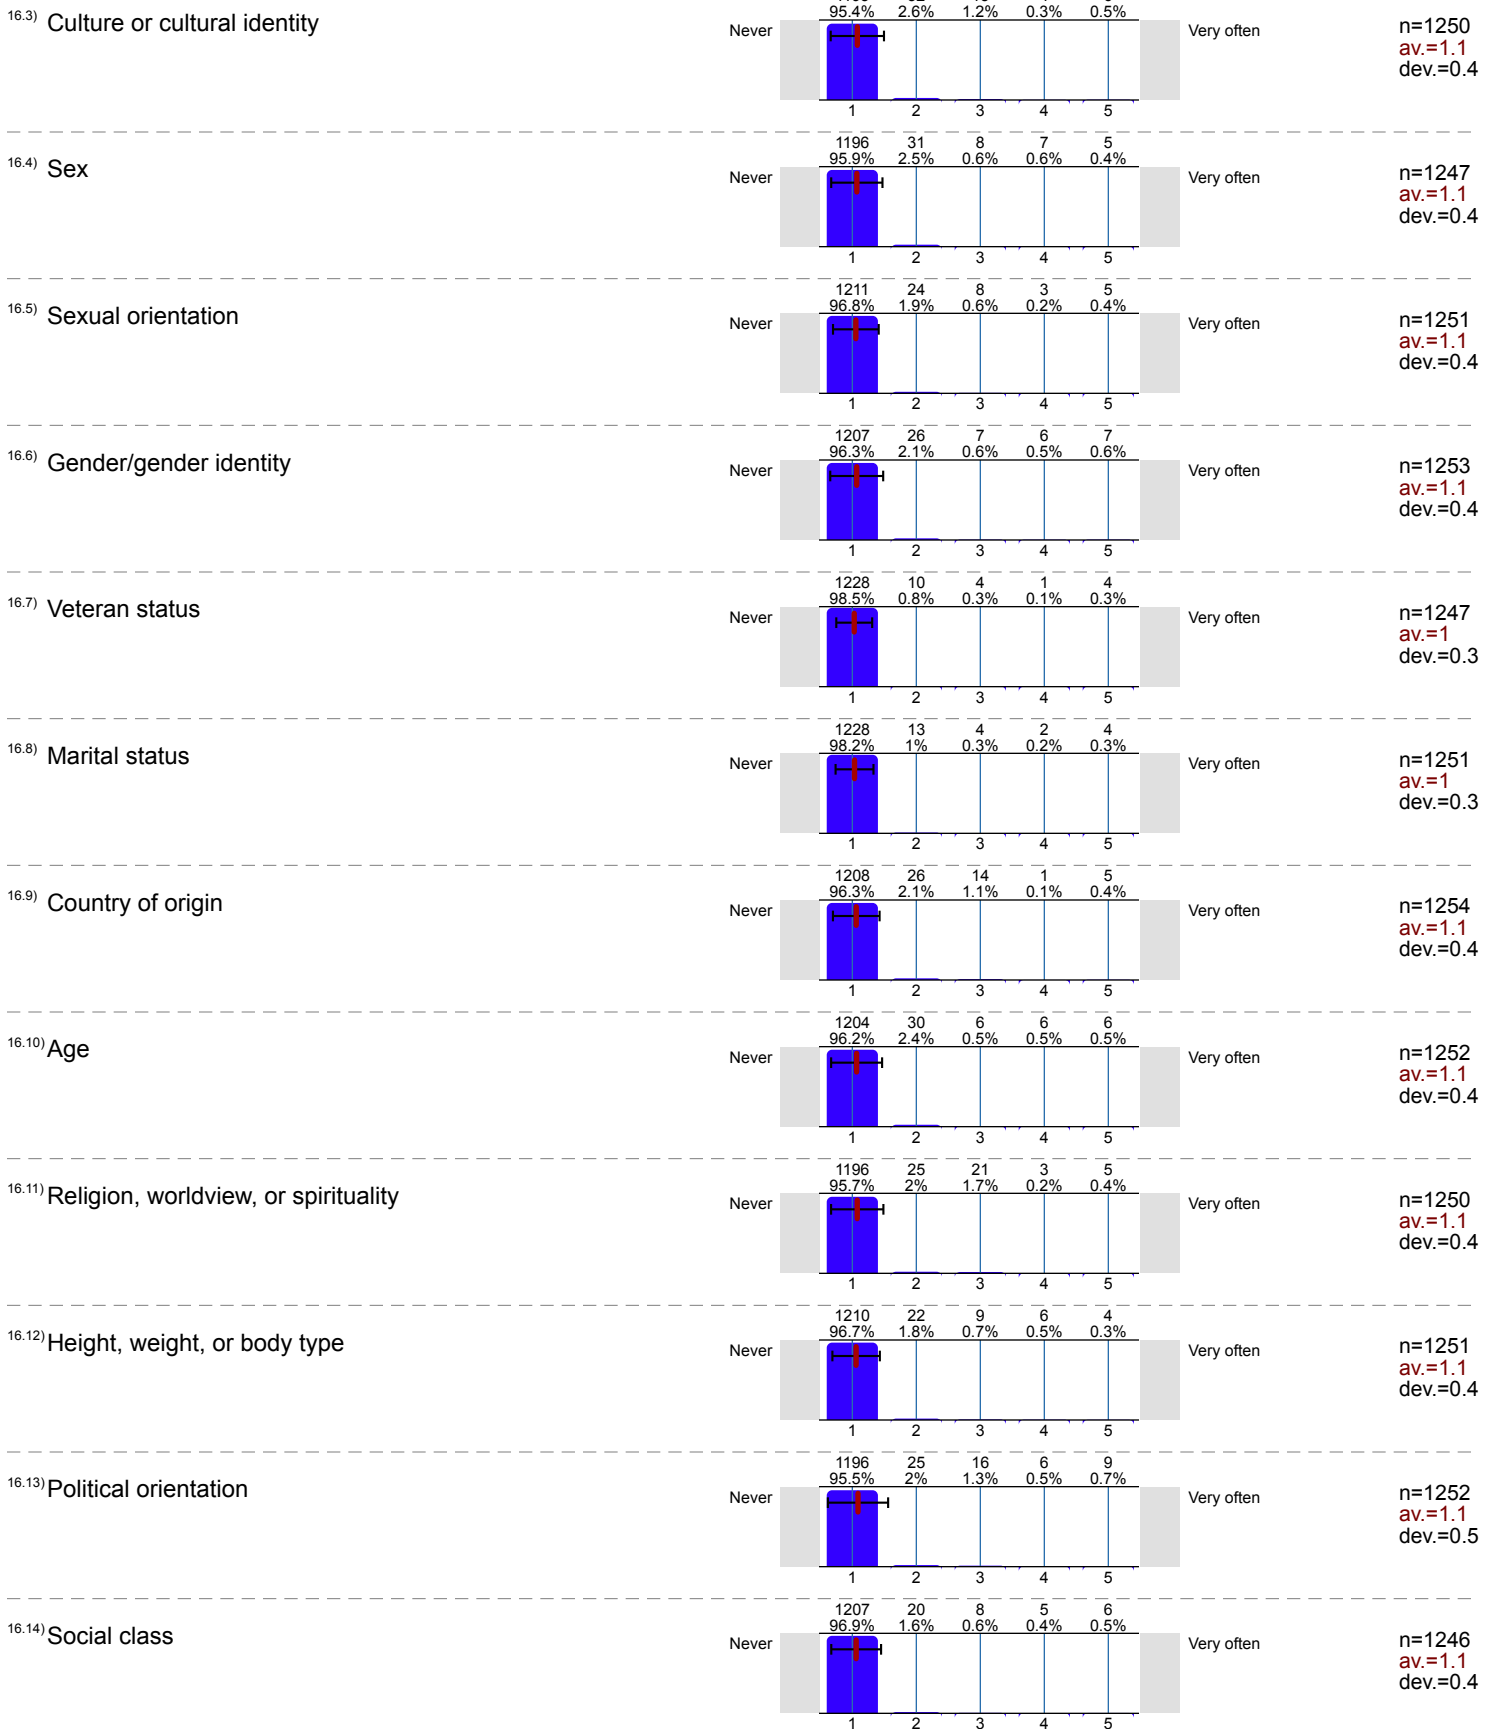 95.4% 2.6% 1.2% 0.3% 0.5%
16.3) Culture or cultural identity
Never Very often
n=1250
av.=1.1
dev.=0.4
1 2 3 4 5
1196 31 8 7 5
95.9% 2.5% 0.6% 0.6% 0.4%
16.4) Sex
Never Very often
n=1247
av.=1.1
dev.=0.4
1 2 3 4 5
1211 24 8 3 5
96.8% 1.9% 0.6% 0.2% 0.4%
16.5) Sexual orientation
Never Very often
n=1251
av.=1.1
dev.=0.4
1 2 3 4 5
1207 26 7 6 7
96.3% 2.1% 0.6% 0.5% 0.6%
16.6) Gender/gender identity
Never Very often
n=1253
av.=1.1
dev.=0.4
1 2 3 4 5
1228 10 4 1 4
98.5% 0.8% 0.3% 0.1% 0.3%
16.7) Veteran status
Never Very often
n=1247
av.=1
dev.=0.3
1 2 3 4 5
1228 13 4 2 4
98.2% 1% 0.3% 0.2% 0.3%
16.8) Marital status
Never Very often
n=1251
av.=1
dev.=0.3
1 2 3 4 5
1208 26 14 1 5
96.3% 2.1% 1.1% 0.1% 0.4%
16.9) Country of origin
Never Very often
n=1254
av.=1.1
dev.=0.4
1 2 3 4 5
1204 30 6 6 6
96.2% 2.4% 0.5% 0.5% 0.5%
16.10) Age
Never Very often
n=1252
av.=1.1
dev.=0.4
1 2 3 4 5
1196 25 21 3 5
95.7% 2% 1.7% 0.2% 0.4%
16.11) Religion, worldview, or spirituality
Never Very often
n=1250
av.=1.1
dev.=0.4
1 2 3 4 5
1210 22 9 6 4
96.7% 1.8% 0.7% 0.5% 0.3%
16.12) Height, weight, or body type
Never Very often
n=1251
av.=1.1
dev.=0.4
1 2 3 4 5
1196 25 16 6 9
95.5% 2% 1.3% 0.5% 0.7%
16.13) Political orientation
Never Very often
n=1252
av.=1.1
dev.=0.5
1 2 3 4 5
1207 20 8 5 6
96.9% 1.6% 0.6% 0.4% 0.5%
16.14) Social class
Never Very often
n=1246
av.=1.1
dev.=0.4
1 2 3 4 5